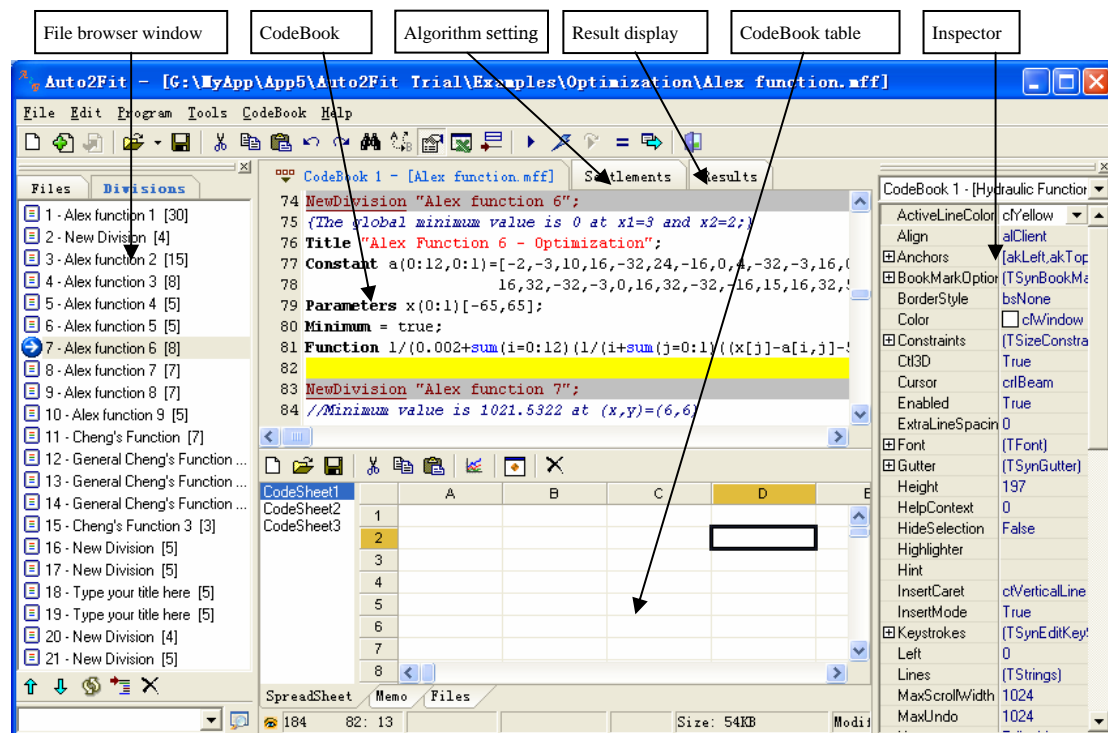 File browser window
CodeBook
Algorithm setting
Result display
CodeBook table
Inspector
Auto2Fit - [G:\MyApp\App5\Auto2Fit Trial\Examples\Optimization\Alex function.mff]
File Edit Program Tools CodeBook Help
Files Divisions
1 - Alex function 1 [30]
2 - New Division [4]
3 - Alex function 2 [15]
4 - Alex function 3 [8]
5 - Alex function 4 [5]
6 - Alex function 5 [5]
7 - Alex function 6 [8]
8 - Alex function 7 [7]
9 - Alex function 8 [7]
10 - Alex function 9 [5]
11 - Cheng's Function [7]
12 - General Cheng's Function ...
13 - General Cheng's Function ...
14 - General Cheng's Function ...
15 - Cheng's Function 3 [3]
16 - New Division [5]
17 - New Division [5]
18 - Type your title here [5]
19 - Type your title here [5]
20 - New Division [4]
21 - New Division [5]
CodeBook 1 - [Alex function.mff] Settlements Results
74 NewDivision "Alex function 6";
75 {The global minimum value is 0 at x1=3 and x2=2;}
76 Title "Alex Function 6 - Optimization";
77 Constant a(0:12,0:1)=[-2,-3,10,16,-32,24,-16,0,4,-32,-3,16,0
78 16,32,-32,-3,0,16,32,-32,-16,15,16,32,
79 Parameters x(0:1)[-65,65];
80 Minimum = true;
81 Function 1/(0.002+sum(i=0:12)(1/(i+sum(j=0:1)((x[j]-a[i,j]-
82
83 NewDivision "Alex function 7";
84 //Minimum value is 1021.5322 at (x,y)=(6,6)
CodeSheet1
CodeSheet2
CodeSheet3
A B C D E
1
2
3
4
5
6
7
8
SpreadSheet Memo Files
184 82: 13 Size: 54KB Modi
CodeBook 1 - [Hydraulic Function
ActiveLineColor clYellow
Align alClient
Anchors [akLeft,akTop
BookMarkOption (TSynBookMa
BorderStyle bsNone
Color clWindow
Constraints (TSizeConstra
Ctl3D True
Cursor crIBeam
Enabled True
ExtraLineSpacin 0
Font (TFont)
Gutter (TSynGutter)
Height 197
HelpContext 0
HideSelection False
Highlighter
Hint
InsertCaret ctVerticalLine
InsertMode True
Keystrokes (TSynEditKeyS
Left 0
Lines (TStrings)
MaxScrollWidth 1024
MaxUndo 1024